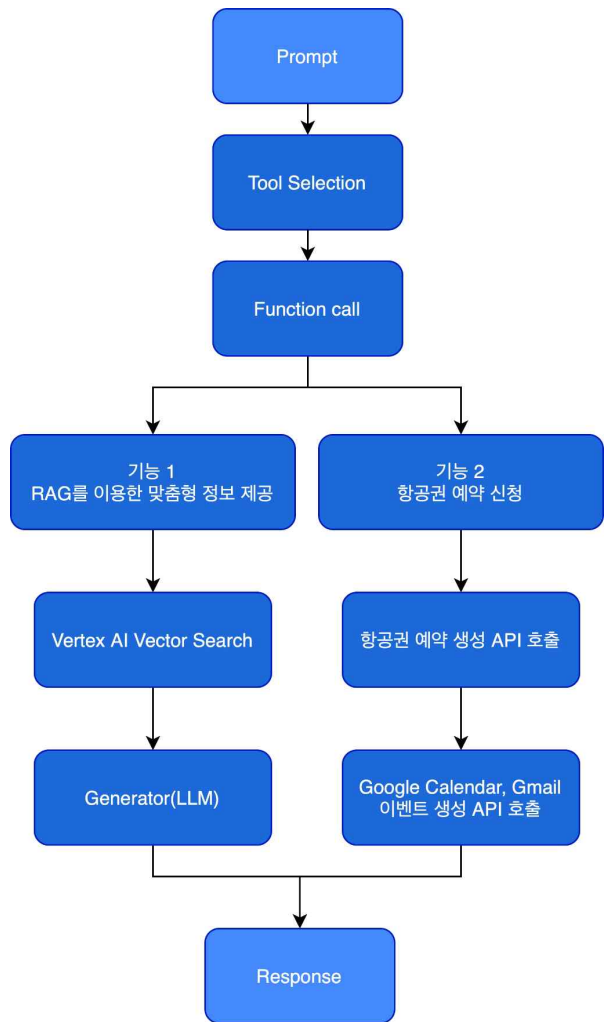 Prompt
Tool Selection
Function call
기능 1
RAG를 이용한 맞춤형 정보 제공
기능 2
항공권 예약 신청
Vertex AI Vector Search
항공권 예약 생성 API 호출
Generator(LLM)
Google Calendar, Gmail
이벤트 생성 API 호출
Response